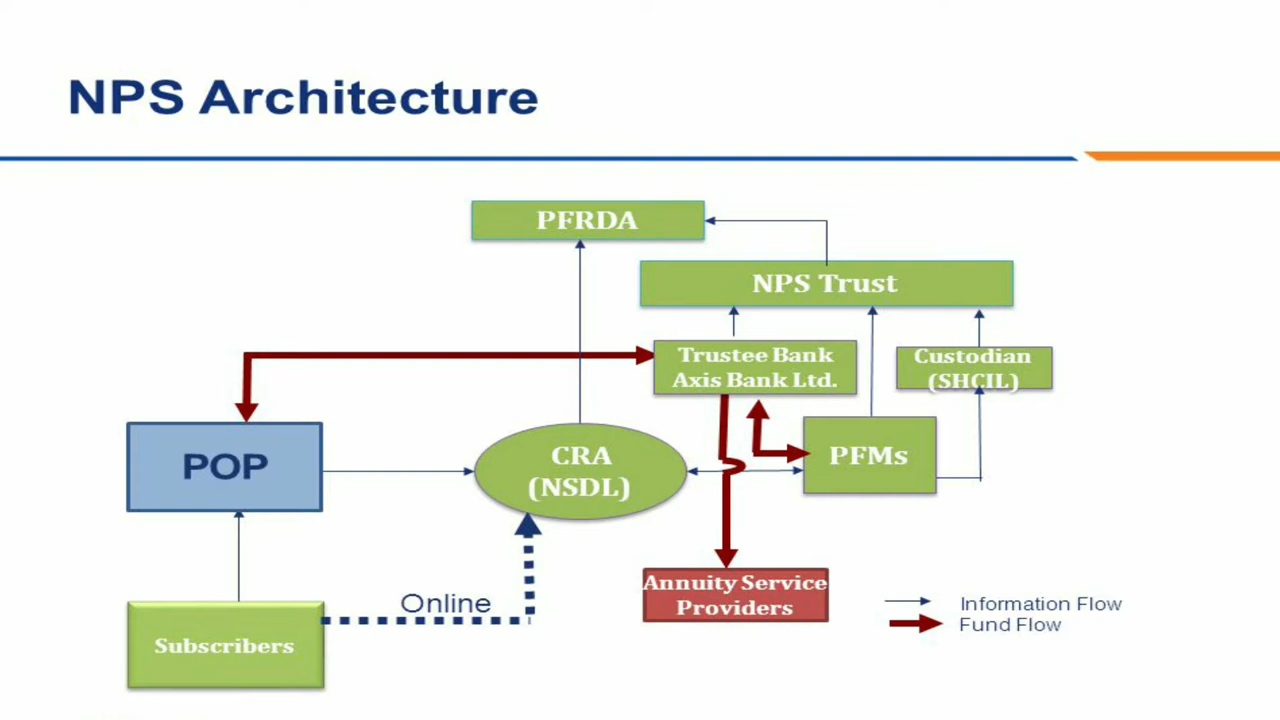 NPS Architecture
PFRDA
NPS Trust
Trustee Bank
Axis Bank Ltd.
Custodian
(SHCIL)
POP
CRA
(NSDL)
PFMs
Annuity Service
Providers
Online
Subscribers
Information Flow
Fund Flow